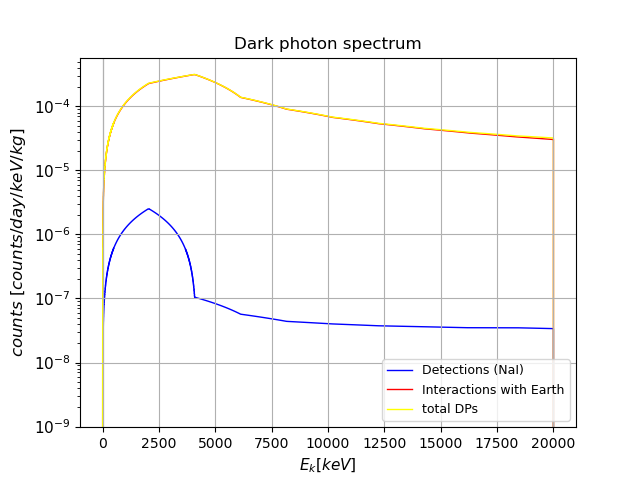 Dark photon spectrum
counts [counts/day/keV/kg]
10⁻⁴
10⁻⁵
10⁻⁶
10⁻⁷
10⁻⁸
10⁻⁹
Detections (NaI)
Interactions with Earth
total DPs
0 2500 5000 7500 10000 12500 15000 17500 20000
Eₖ[keV]